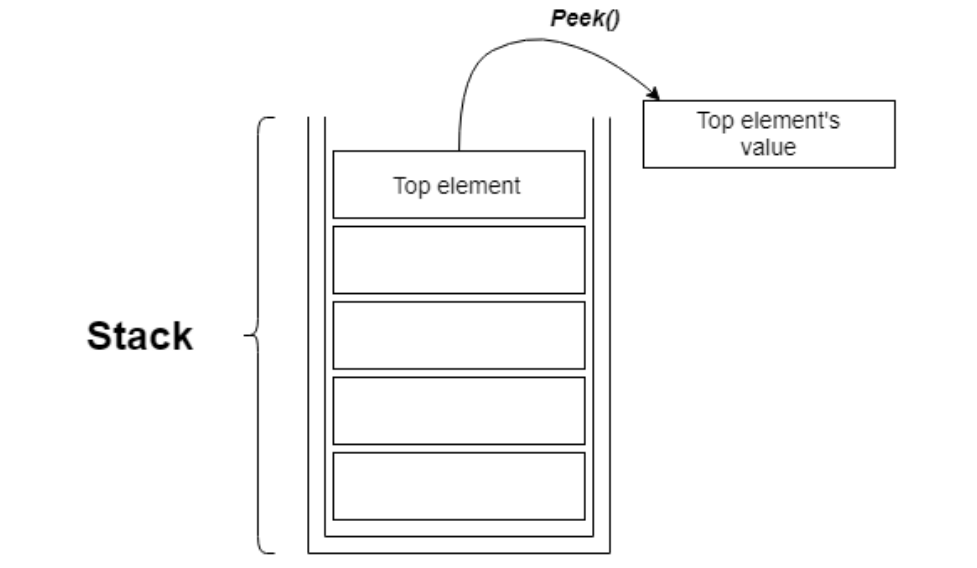 Peek()
Top element's
value
Top element
Stack